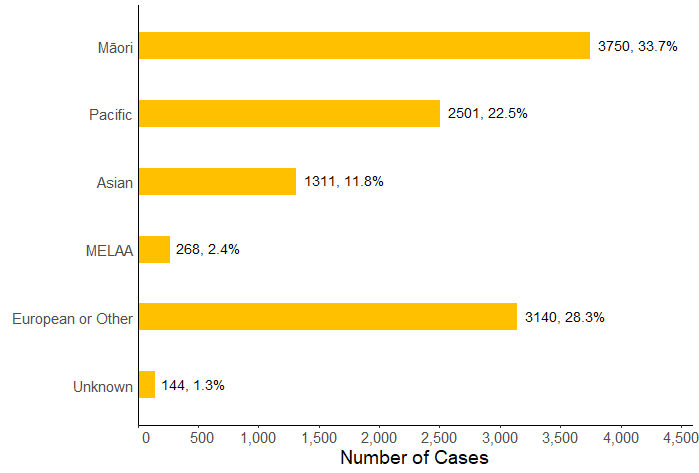 Māori 3750, 33.7%
Pacific 2501, 22.5%
Asian 1311, 11.8%
MELAA 268, 2.4%
European or Other 3140, 28.3%
Unknown 144, 1.3%
0 500 1,000 1,500 2,000 2,500 3,000 3,500 4,000 4,500
Number of Cases